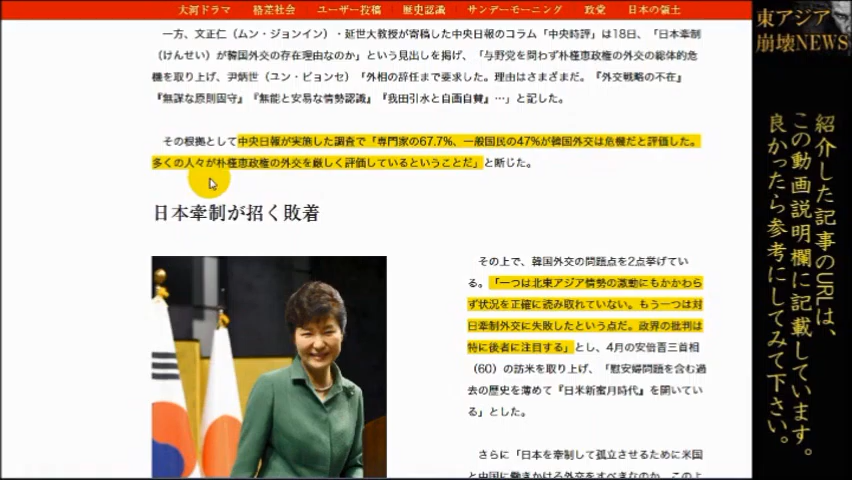 大河ドラマ 格差社会 ユーザー投稿 歴史認識 サンデーモーニング 政党 日本の領土
一方、文正仁（ムン・ジョンイン）・延世大教授が寄稿した中央日報のコラム「中央時評」は18日、「日本牽制
（けんせい）が韓国外交の存在理由なのか」という見出しを掲げ、「与野党を問わず朴槿恵政権の外交の総体的危
機を取り上げ、尹炳世（ユン・ビョンセ）「外相の辞任まで要求した。理由はさまざまだ。『外交戦略の不在』
『無謀な原則固守』『無能と安易な情勢認識』『我田引水と自画自賛』…」と記した。
その根拠として中央日報が実施した調査で「専門家の67.7%、一般国民の47%が韓国外交は危機だと評価した。
多くの人々が朴槿恵政権の外交を厳しく評価しているということだ」と断じた。
日本牽制が招く敗着
その上で、韓国外交の問題点を2点挙げてい
る。「一つは北東アジア情勢の激動にもかかわら
ず状況を正確に読み取れていない。もう一つは対
日牽制外交に失敗したという点だ。政界の批判は
特に後者に注目する」とし、4月の安倍晋三首相
（60）の訪米を取り上げ、「慰安婦問題を含む過
去の歴史を薄めて『日米新蜜月時代』を開いてい
る」とした。
さらに「日本を牽制して孤立させるために米国
と中国に働きかける外交をすべきなのか、このよ
東アジア
崩壊NEWS
紹介した記事のURLは、
この動画説明欄に記載しています。
良かったら参考にしてみて下さい。